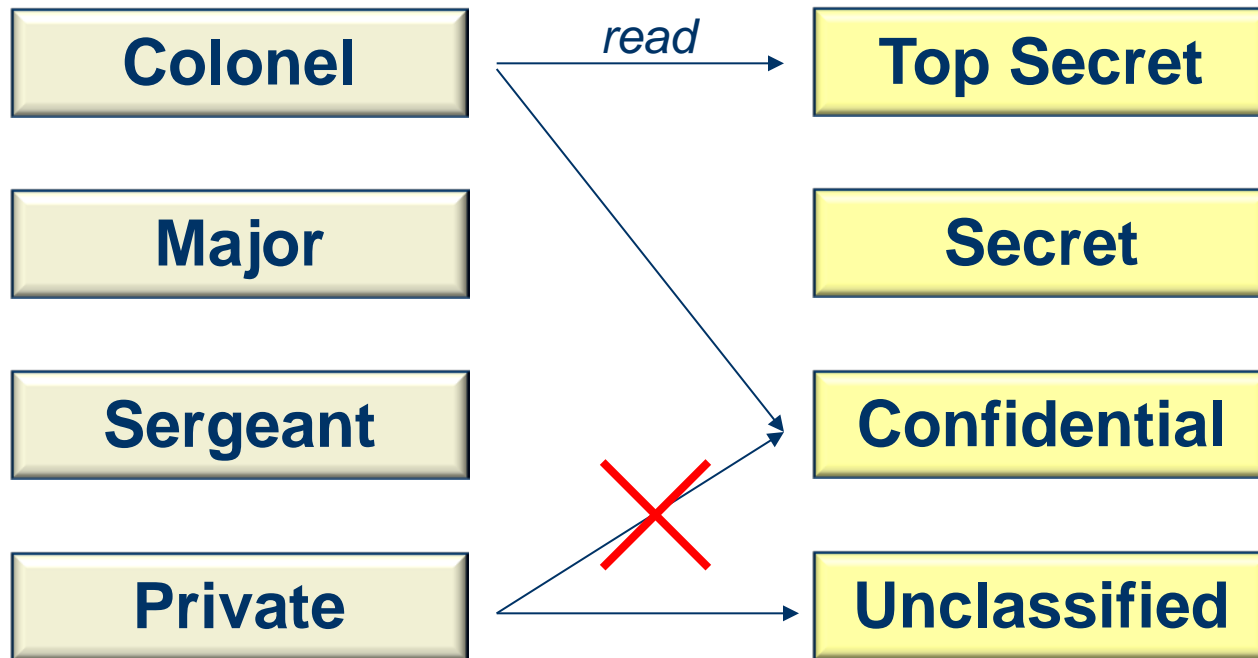 Colonel
read
Top Secret
Major
Secret
Sergeant
Confidential
Private
Unclassified